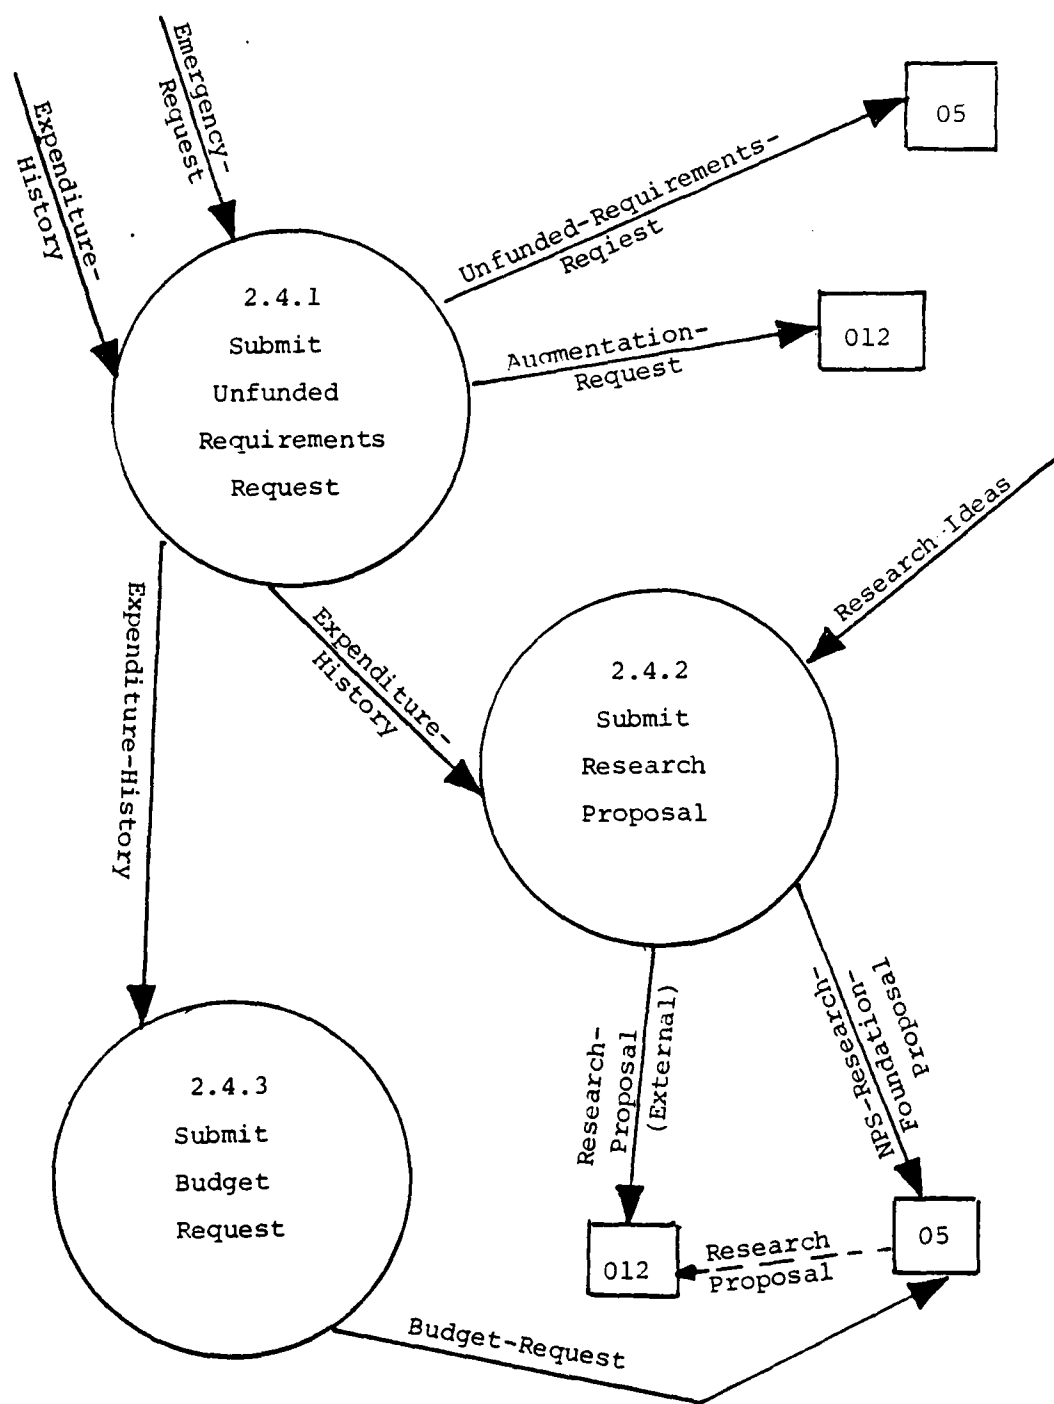 Emergency-
Request
Expenditure-
History
05
Unfunded-Requirements-
Reqiest
2.4.1
Submit
Unfunded
Requirements
Request
Augmentation-
Request
012
Research-Ideas
Expenditure-History
Expenditure-
History
2.4.2
Submit
Research
Proposal
Research-
Proposal
(External)
NPS-Research-
Foundation-
Proposal
2.4.3
Submit
Budget
Request
012
Research
Proposal
05
Budget-Request